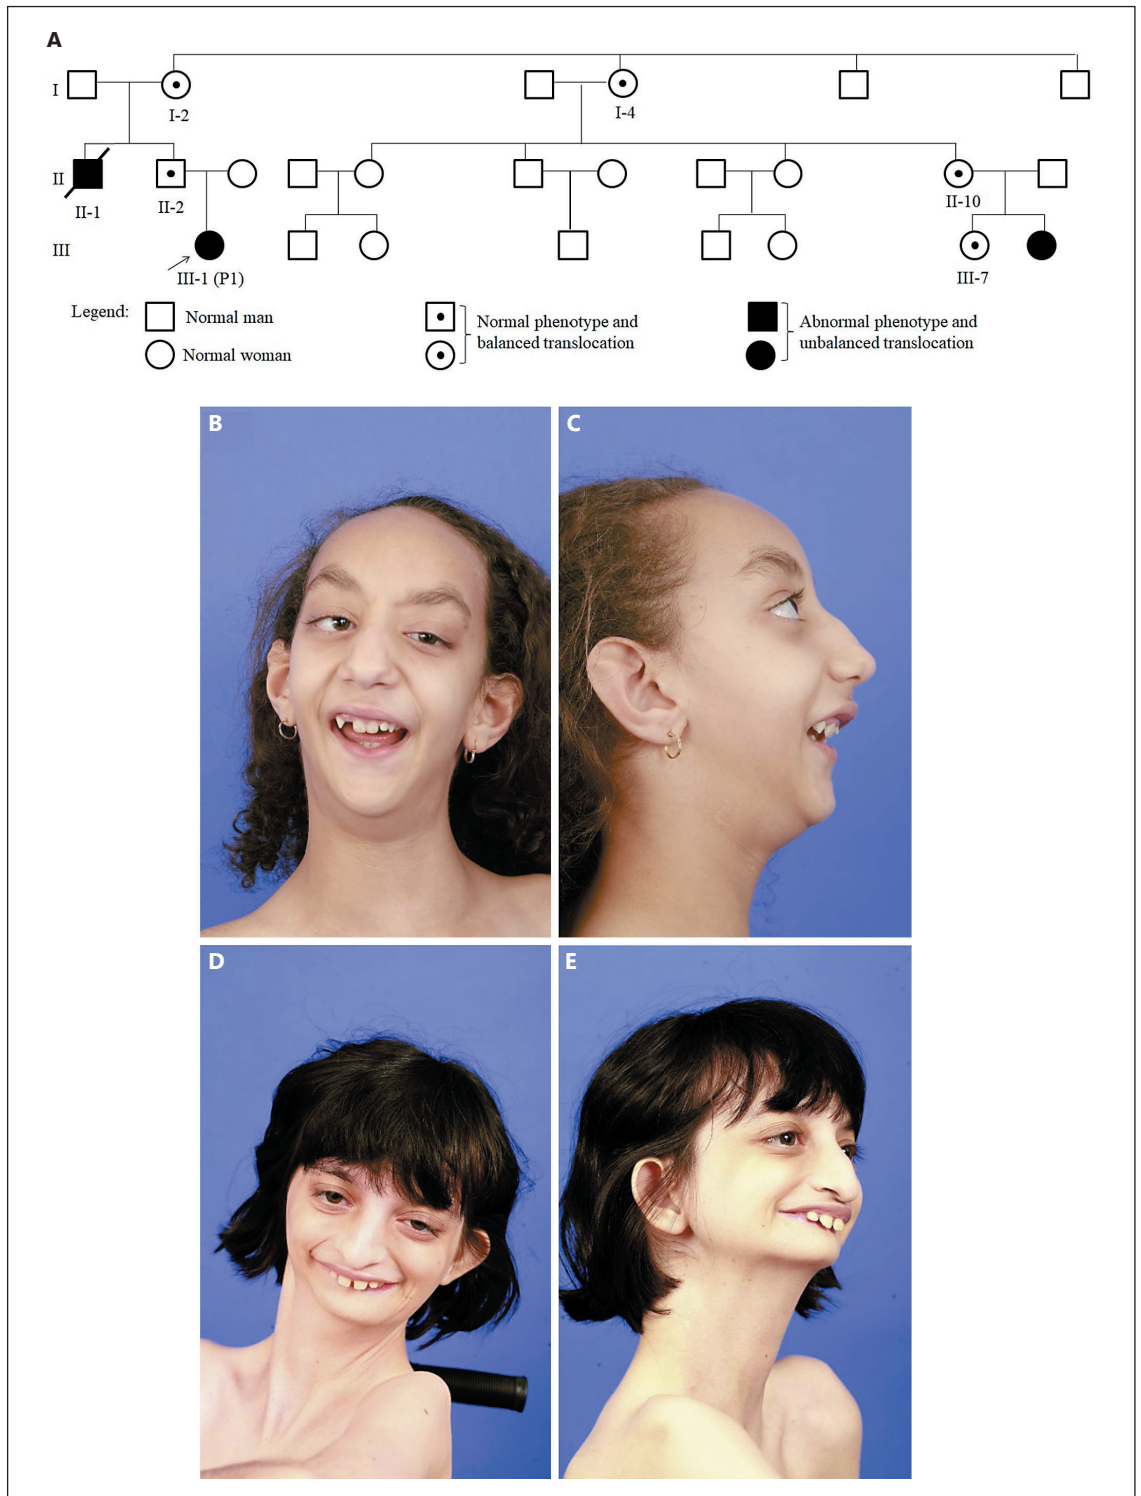 A
I
I-2
I-4
II
II-1
II-2
II-10
III
III-1 (P1)
III-7
Legend:
Normal man
Normal woman
Normal phenotype and
balanced translocation
Abnormal phenotype and
unbalanced translocation
B
C
D
E